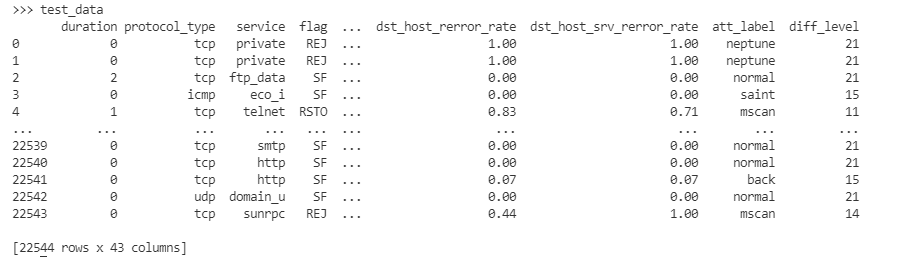 >>> test_data
duration protocol_type service flag ... dst_host_rerror_rate dst_host_srv_rerror_rate att_label diff_level
0 0 tcp private REJ ... 1.00 1.00 neptune 21
1 0 tcp private REJ ... 1.00 1.00 neptune 21
2 2 tcp ftp_data SF ... 0.00 0.00 normal 21
3 0 icmp eco_i SF ... 0.00 0.00 saint 15
4 1 tcp telnet RSTO ... 0.83 0.71 mscan 11
... ... ... ... ... ... ... ... ... ...
22539 0 tcp smtp SF ... 0.00 0.00 normal 21
22540 0 tcp http SF ... 0.00 0.00 normal 21
22541 0 tcp http SF ... 0.07 0.07 back 15
22542 0 udp domain_u SF ... 0.00 0.00 normal 21
22543 0 tcp sunrpc REJ ... 0.44 1.00 mscan 14
[22544 rows x 43 columns]